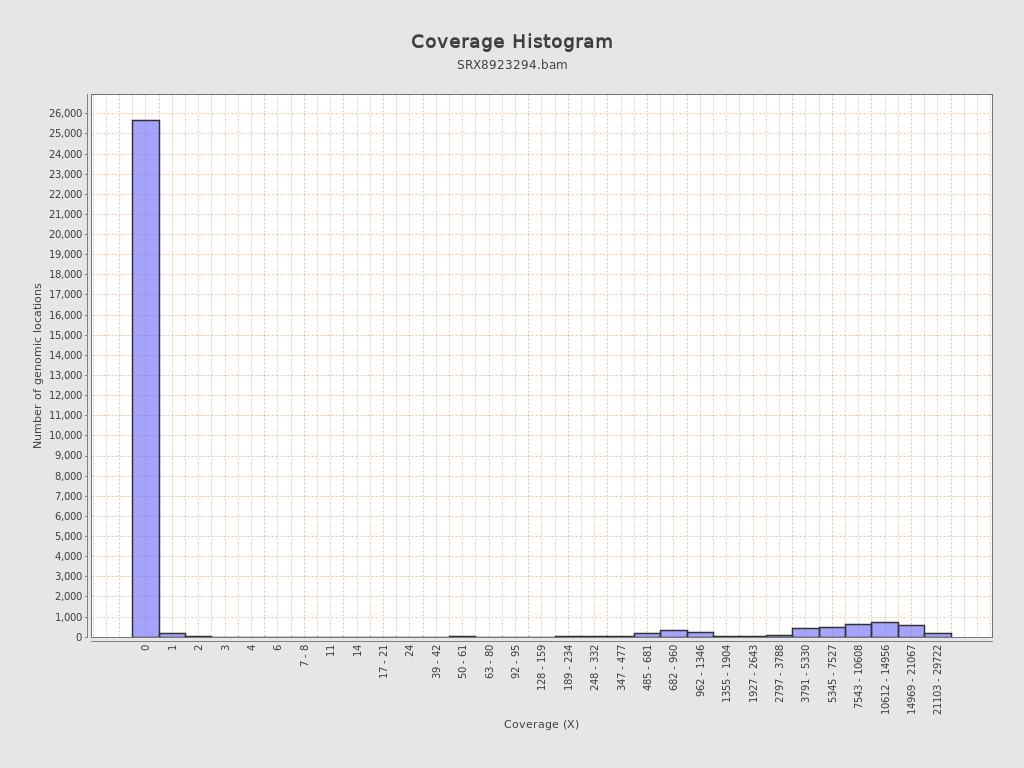 Coverage Histogram
SRX8923294.bam
Number of genomic locations
26,000
25,000
24,000
23,000
22,000
21,000
20,000
19,000
18,000
17,000
16,000
15,000
14,000
13,000
12,000
11,000
10,000
9,000
8,000
7,000
6,000
5,000
4,000
3,000
2,000
1,000
0
0
1
2
3
4
6
7 - 8
11
14
17 - 21
24
39 - 42
50 - 61
63 - 80
92 - 95
128 - 159
189 - 234
248 - 332
347 - 477
485 - 681
682 - 960
962 - 1346
1355 - 1904
1927 - 2643
2797 - 3788
3791 - 5330
5345 - 7527
7543 - 10608
10612 - 14956
14969 - 21067
21103 - 29722
Coverage (X)